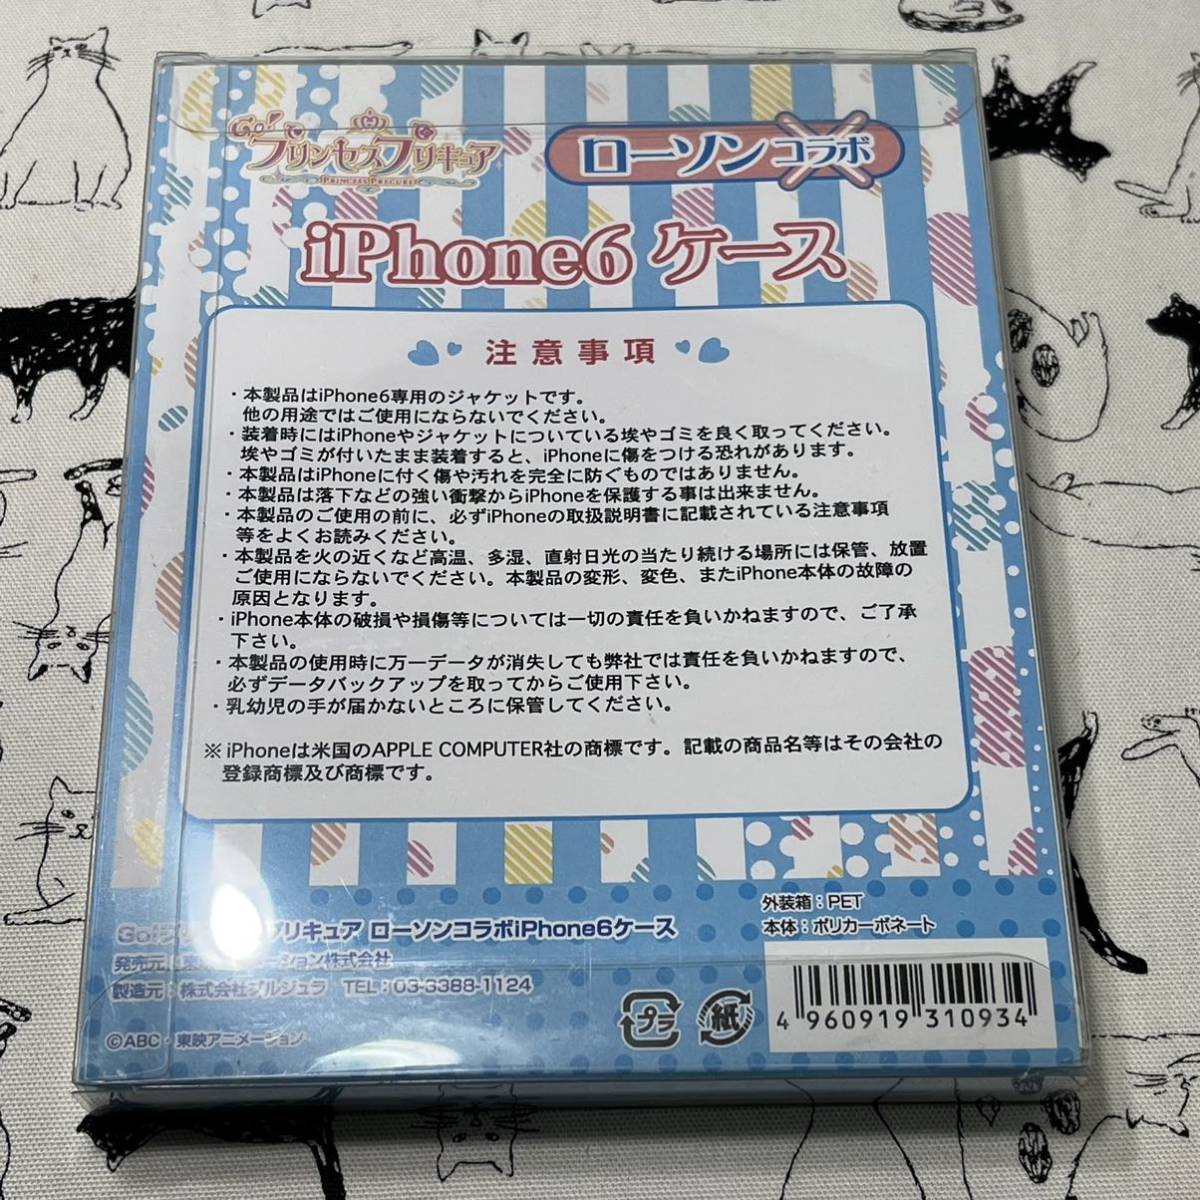 Go!プリンセスプリキュア
PRINCESS PRECURE
ローソンコラボ
iPhone6 ケース
注意事項
・本製品はiPhone6専用のジャケットです。
他の用途ではご使用にならないでください。
・装着時にはiPhoneやジャケットについている埃やゴミを良く取ってください。
埃やゴミが付いたまま装着すると、iPhoneに傷をつける恐れがあります。
・本製品はiPhoneに付く傷や汚れを完全に防ぐものではありません。
・本製品は落下などの強い衝撃からiPhoneを保護する事は出来ません。
・本製品のご使用の前に、必ずiPhoneの取扱説明書に記載されている注意事項
等をよくお読みください。
・本製品を火の近くなど高温、多湿、直射日光の当たり続ける場所には保管、放置
ご使用にならないでください。本製品の変形、変色、またiPhone本体の故障の
原因となります。
・iPhone本体の破損や損傷等については一切の責任を負いかねますので、ご了承
下さい。
・本製品の使用時に万一データが消失しても弊社では責任を負いかねますので、
必ずデータバックアップを取ってからご使用下さい。
・乳幼児の手が届かないところに保管してください。
※iPhoneは米国のAPPLE COMPUTER社の商標です。記載の商品名等はその会社の
登録商標及び商標です。
外装箱：PET
本体：ポリカーボネート
Go!プリキュア ローソンコラボiPhone6ケース
発売元：東ーション株式会社
製造元：株式会社デルジュラ TEL：03-3388-1124
©ABC・東映アニメーション
プラ
紙
4 960919 310934